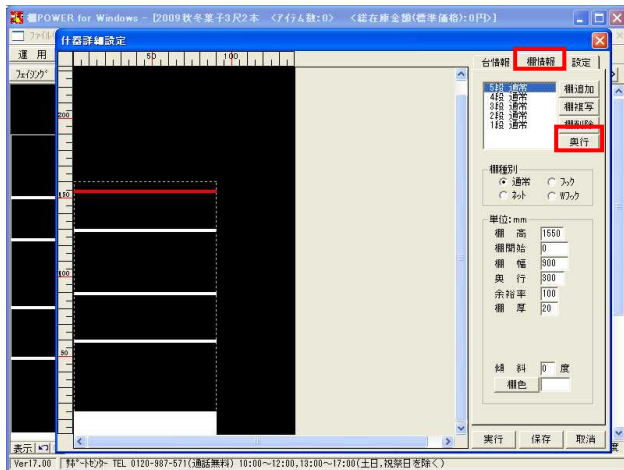 棚POWER for Windows - [2009秋冬菓子3尺2本 <アイテム数:0> <総在庫金額(標準価格):0円>]
什器詳細設定
運 用
フェイシング
50
100
200
150
100
50
台情報
棚情報
設定
5段 通常
4段 通常
3段 通常
2段 通常
1段 通常
棚追加
棚複写
棚削除
奥行
棚種別
通常
フック
ネット
Wフック
単位:mm
棚 高 1550
棚開始 0
棚 幅 900
奥 行 300
余裕率 100
棚 厚 20
傾 斜 0 度
棚色
実行
保存
取消
表示
度
Ver17.00
サポートセンター TEL 0120-987-571(通話無料) 10:00~12:00,13:00~17:00(土日,祝祭日を除く)